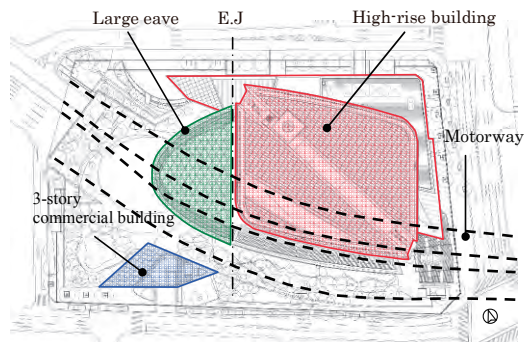 Large eave
E.J
High-rise building
Motorway
3-story
commercial building